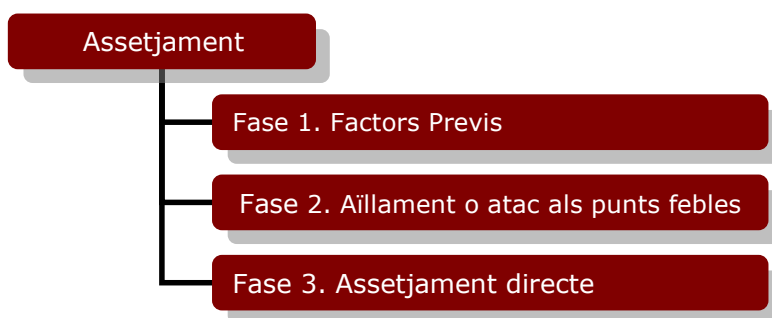 Assetjament
Fase 1. Factors Previs
Fase 2. Aïllament o atac als punts febles
Fase 3. Assetjament directe